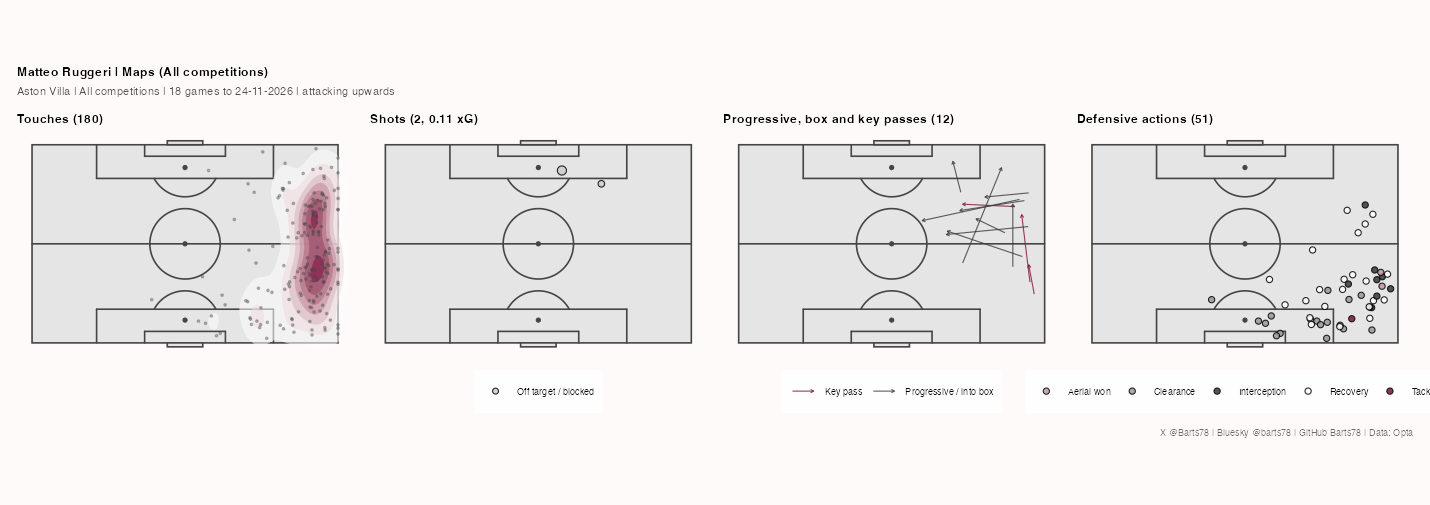 Matteo Ruggeri | Maps (All competitions)
Aston Villa | All competitions | 18 games to 24-11-2026 | attacking upwards
Touches (180)
Shots (2, 0.11 xG)
Progressive, box and key passes (12)
Defensive actions (51)
Off target / blocked
Key pass
Progressive / into box
Aerial won
Clearance
Interception
Recovery
Tack
X @Barts78 | Bluesky @barts78 | GitHub Barts78 | Data: Opta